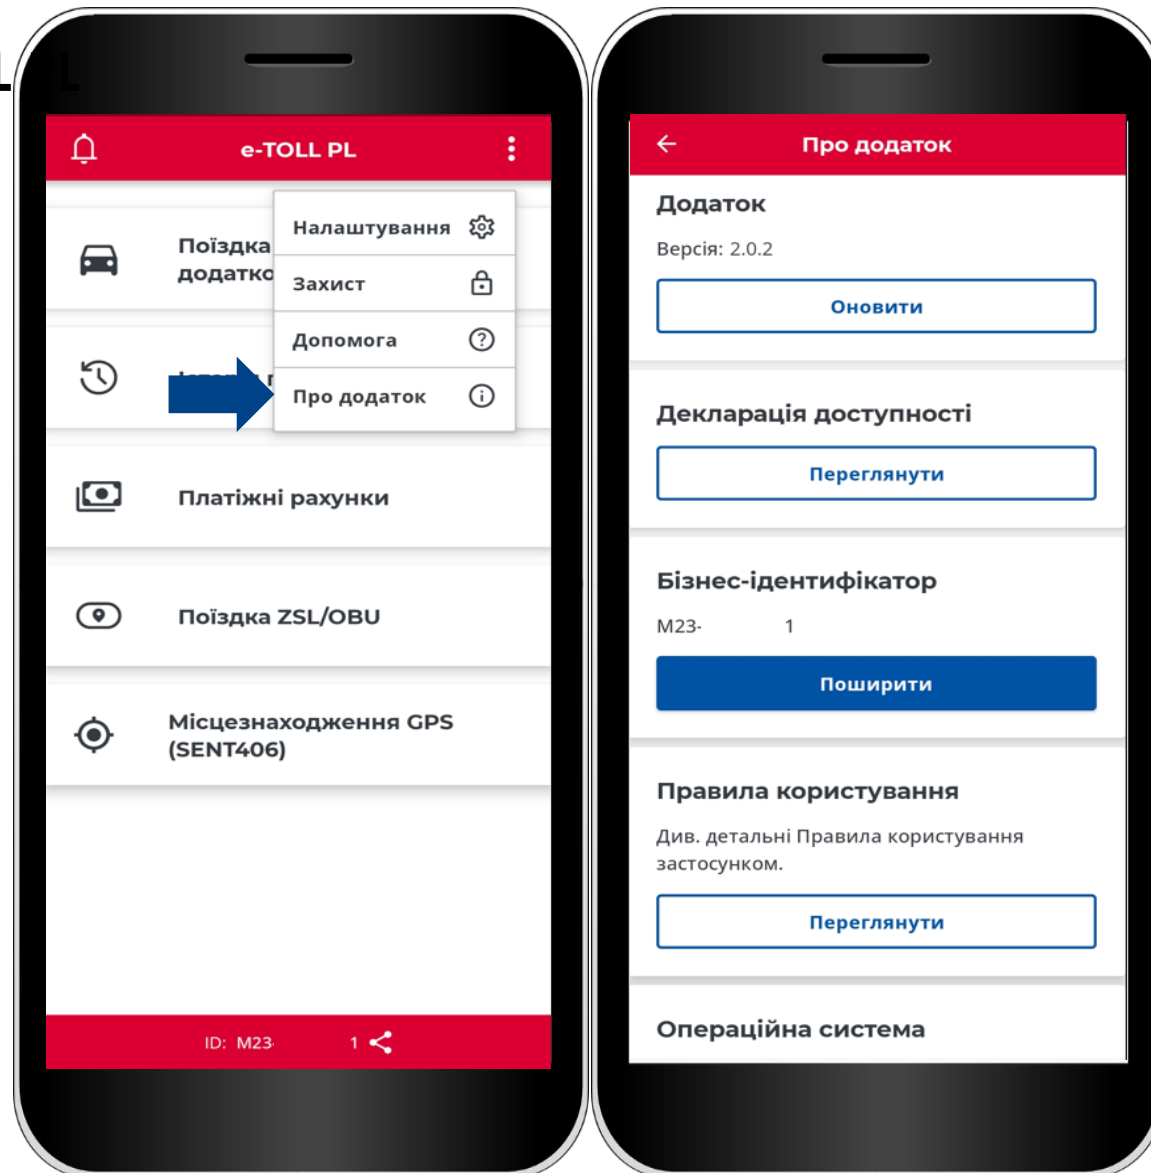 PL
e-TOLL PL
Налаштування
Захист
Допомога
Про додаток
Поїздка
додатко
Платіжні рахунки
Поїздка ZSL/OBU
Місцезнаходження GPS
(SENT406)
ID: M23- 1
Про додаток
Додаток
Версія: 2.0.2
Оновити
Декларація доступності
Переглянути
Бізнес-ідентифікатор
M23- 1
Поширити
Правила користування
Див. детальні Правила користування
застосунком.
Переглянути
Операційна система